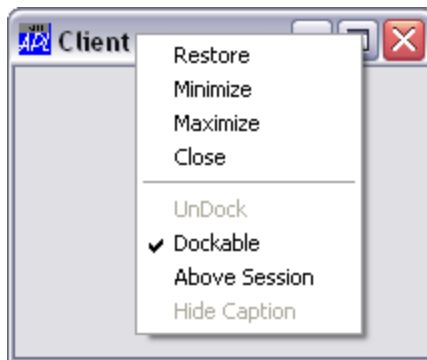 Client
Restore
Minimize
Maximize
Close
UnDock
Dockable
Above Session
Hide Caption